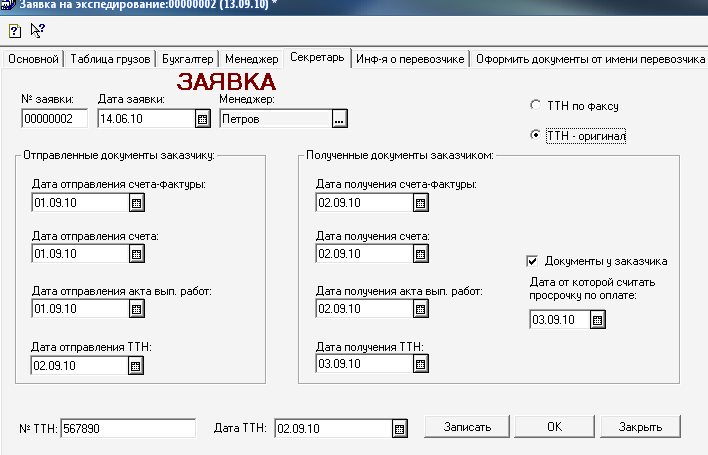 Заявка на экспедирование:00000002 (13.09.10) *
Основной Таблица грузов Бухгалтер Менеджер Секретарь Инф-я о перевозчике Оформить документы от имени перевозчика
ЗАЯВКА
№ заявки: Дата заявки: Менеджер:
00000002 14.06.10 Петров ...
ТТН по факсу
ТТН - оригинал
Отправленные документы заказчику:
Дата отправления счета-фактуры:
01.09.10
Дата отправления счета:
01.09.10
Дата отправления акта вып. работ:
01.09.10
Дата отправления ТТН:
02.09.10
Полученные документы заказчиком:
Дата получения счета-фактуры:
02.09.10
Дата получения счета:
02.09.10
Дата получения акта вып. работ:
02.09.10
Дата получения ТТН:
03.09.10
Документы у заказчика
Дата от которой считать
просрочку по оплате:
03.09.10
№ ТТН: 567890 Дата ТТН: 02.09.10 Записать OK Закрыть